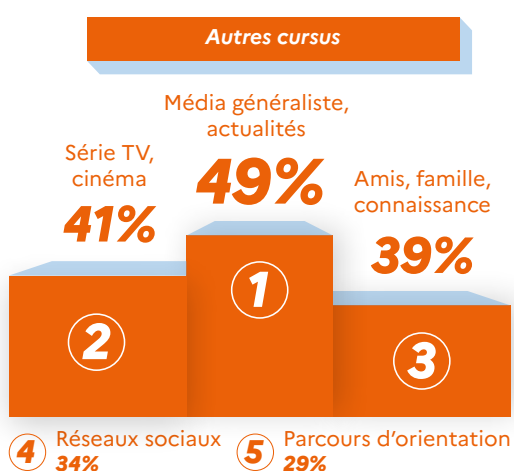 Autres cursus
Média généraliste,
actualités
49%
Série TV,
cinéma
41%
Amis, famille,
connaissance
39%
1
2
3
4 Réseaux sociaux
34%
5 Parcours d'orientation
29%